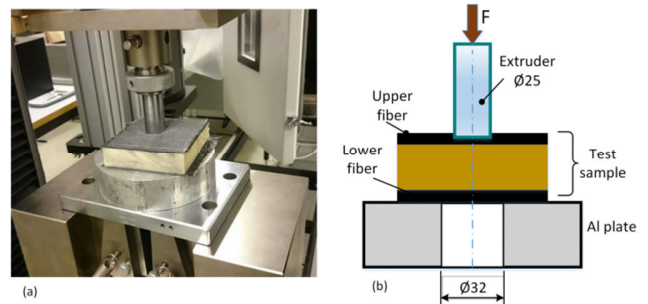 (a)
F
Extruder
Ø25
Upper
fiber
Lower
fiber
Test
sample
Al plate
(b)
Ø32